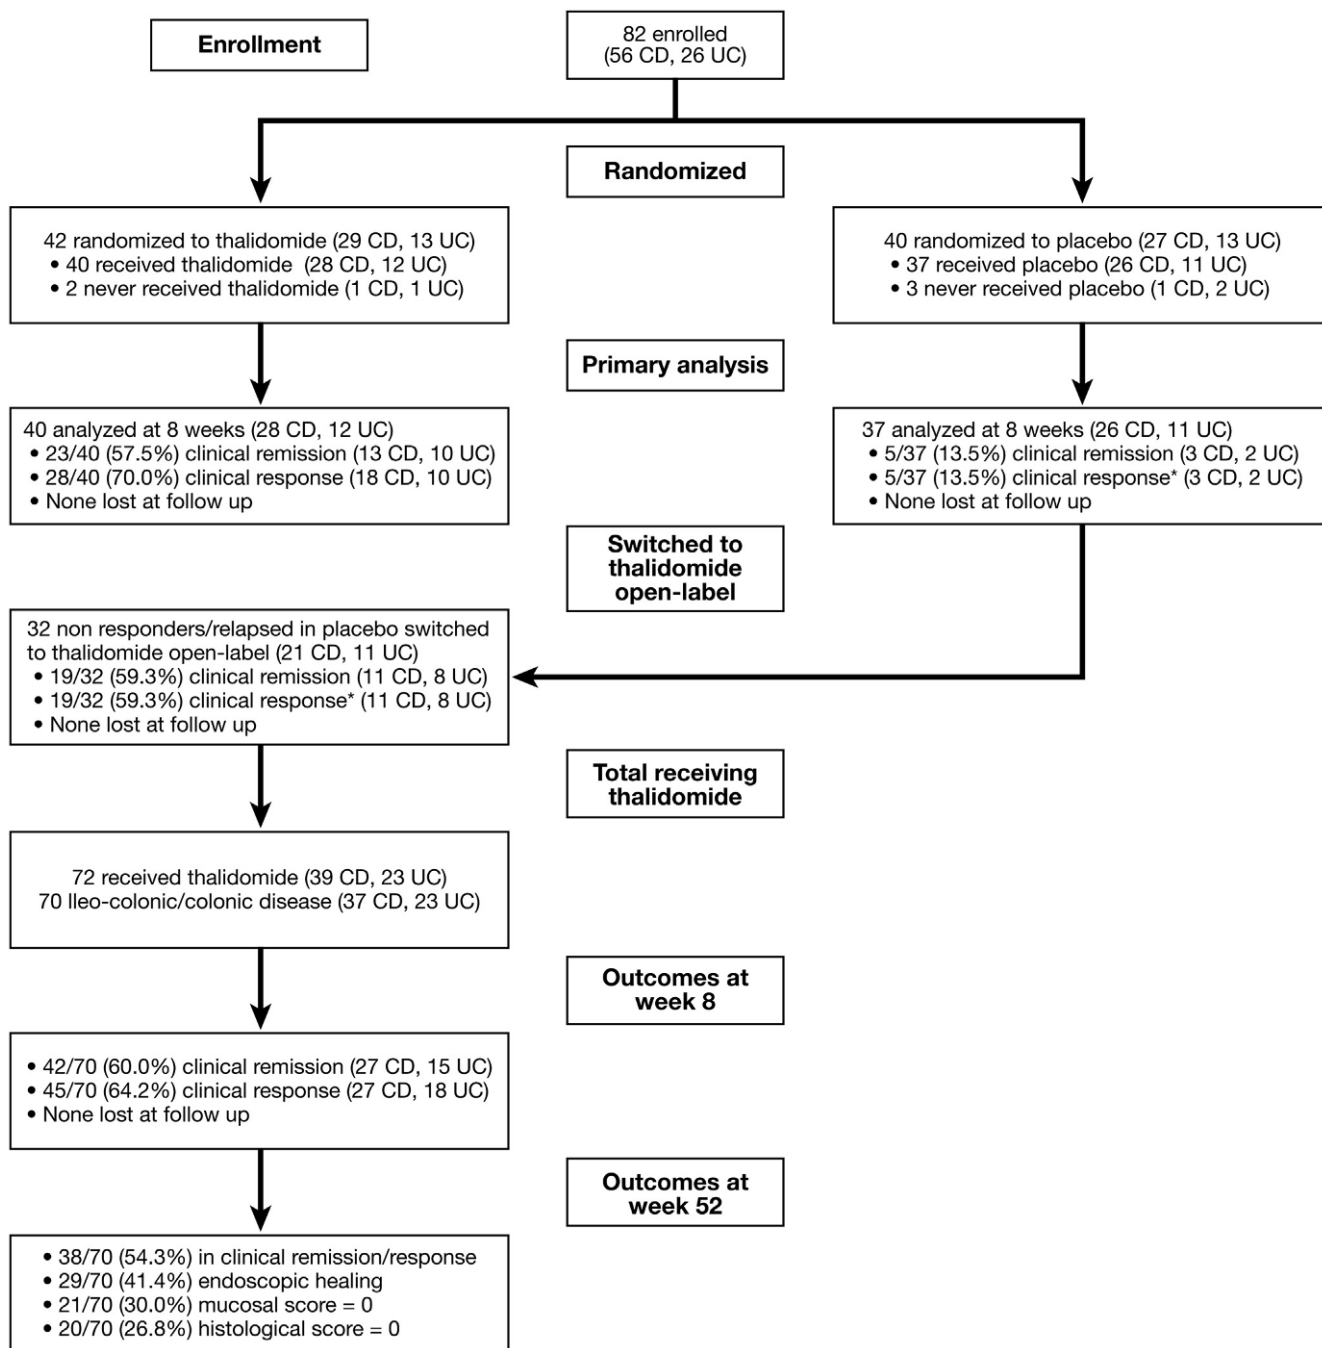 Enrollment
82 enrolled
(56 CD, 26 UC)
Randomized
42 randomized to thalidomide (29 CD, 13 UC)
• 40 received thalidomide (28 CD, 12 UC)
• 2 never received thalidomide (1 CD, 1 UC)
40 randomized to placebo (27 CD, 13 UC)
• 37 received placebo (26 CD, 11 UC)
• 3 never received placebo (1 CD, 2 UC)
Primary analysis
40 analyzed at 8 weeks (28 CD, 12 UC)
• 23/40 (57.5%) clinical remission (13 CD, 10 UC)
• 28/40 (70.0%) clinical response (18 CD, 10 UC)
• None lost at follow up
37 analyzed at 8 weeks (26 CD, 11 UC)
• 5/37 (13.5%) clinical remission (3 CD, 2 UC)
• 5/37 (13.5%) clinical response* (3 CD, 2 UC)
• None lost at follow up
Switched to
thalidomide
open-label
32 non responders/relapsed in placebo switched
to thalidomide open-label (21 CD, 11 UC)
• 19/32 (59.3%) clinical remission (11 CD, 8 UC)
• 19/32 (59.3%) clinical response* (11 CD, 8 UC)
• None lost at follow up
Total receiving
thalidomide
72 received thalidomide (39 CD, 23 UC)
70 Ileo-colonic/colonic disease (37 CD, 23 UC)
Outcomes at
week 8
• 42/70 (60.0%) clinical remission (27 CD, 15 UC)
• 45/70 (64.2%) clinical response (27 CD, 18 UC)
• None lost at follow up
Outcomes at
week 52
• 38/70 (54.3%) in clinical remission/response
• 29/70 (41.4%) endoscopic healing
• 21/70 (30.0%) mucosal score = 0
• 20/70 (26.8%) histological score = 0